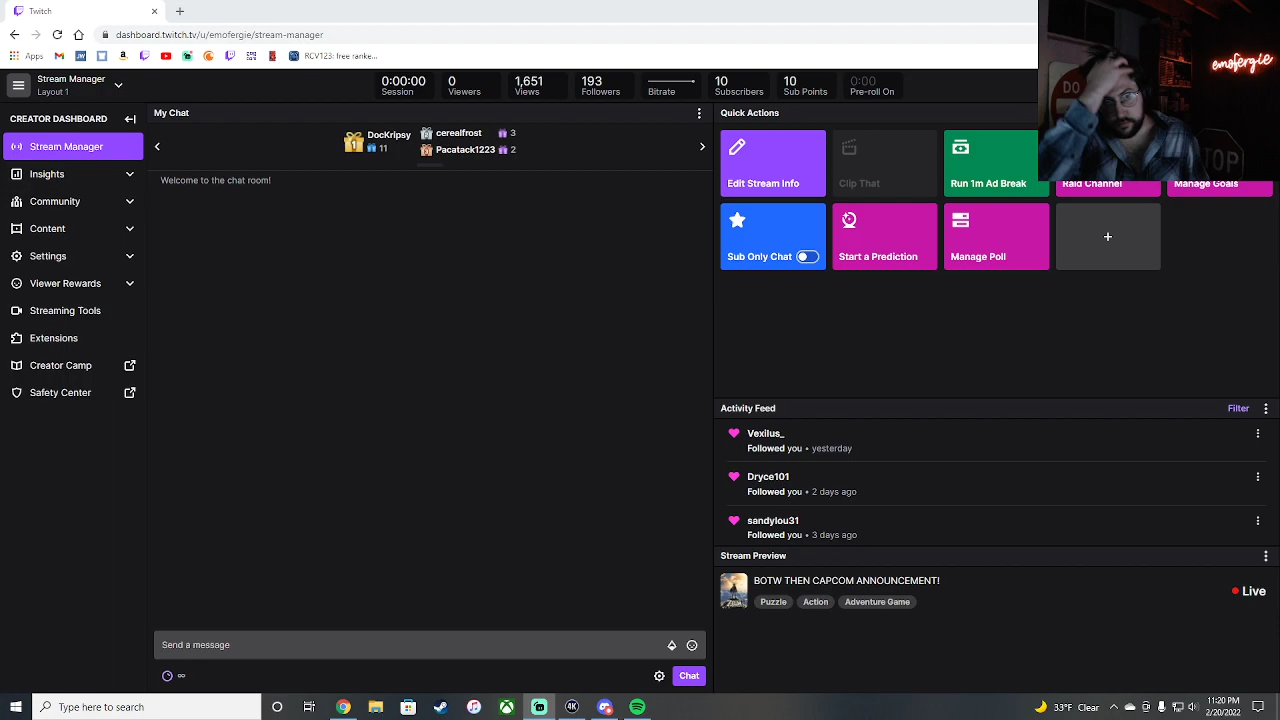 Twitch
dashboard.twitch.tv/u/emofergie/stream-manager
Apps
RCV123: free ranke...
Stream Manager
Layout 1
0:00:00
Session
0
Viewers
1,651
Views
193
Followers
Bitrate
10
Subscribers
10
Sub Points
0:00
Pre-roll On
CREATOR DASHBOARD
Stream Manager
Insights
Community
Content
Settings
Viewer Rewards
Streaming Tools
Extensions
Creator Camp
Safety Center
My Chat
DocKripsy
11
cerealfrost 3
Pacatack1223 2
Welcome to the chat room!
Send a message
Chat
Quick Actions
Edit Stream Info
Clip That
Run 1m Ad Break
Raid Channel
Manage Goals
Sub Only Chat
Start a Prediction
Manage Poll
Activity Feed
Filter
Vexilus_
Followed you • yesterday
Dryce101
Followed you • 2 days ago
sandylou31
Followed you • 3 days ago
Stream Preview
BOTW THEN CAPCOM ANNOUNCEMENT!
Puzzle Action Adventure Game
Live
emofergie
DO
STOP
Type here to search
33°F Clear
11:20 PM
2/20/2022